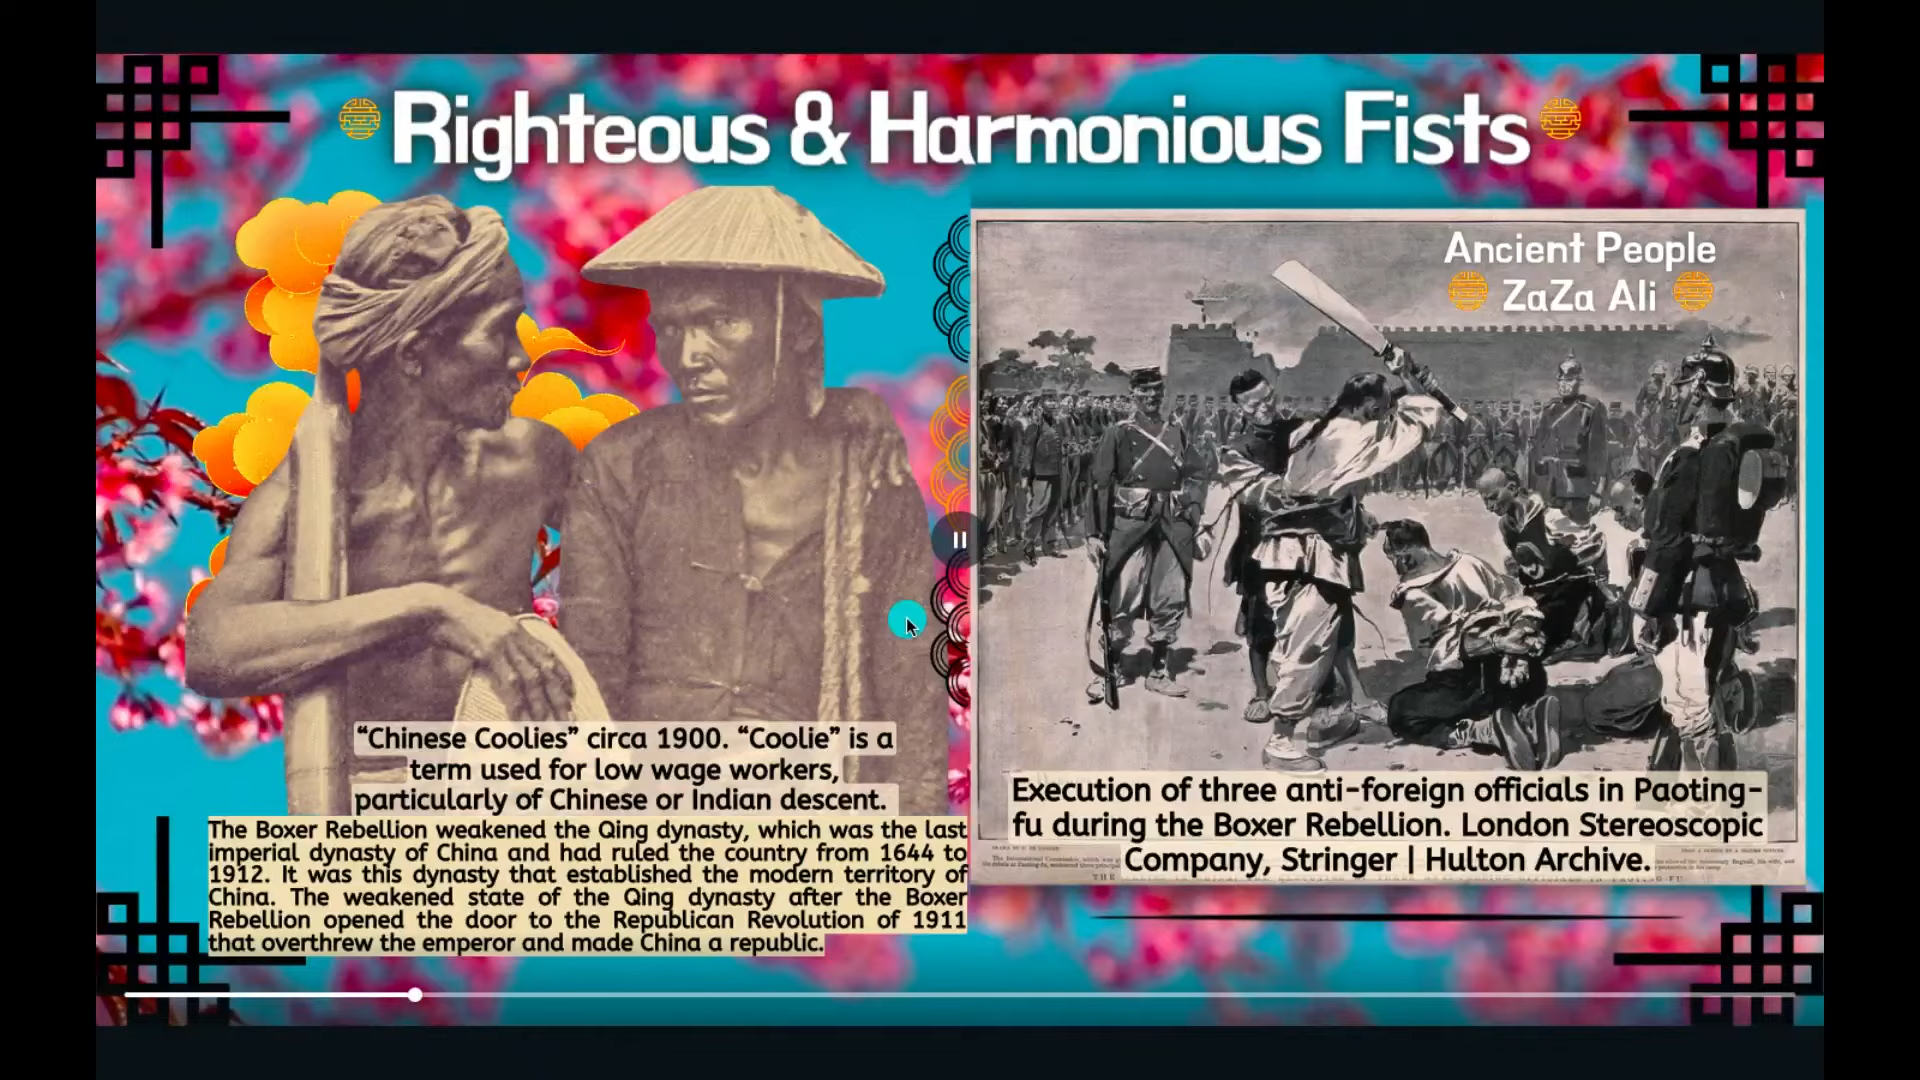 Righteous & Harmonious Fists
Ancient People
ZaZa Ali
“Chinese Coolies” circa 1900. “Coolie” is a
term used for low wage workers,
particularly of Chinese or Indian descent.
The Boxer Rebellion weakened the Qing dynasty, which was the last
imperial dynasty of China and had ruled the country from 1644 to
1912. It was this dynasty that established the modern territory of
China. The weakened state of the Qing dynasty after the Boxer
Rebellion opened the door to the Republican Revolution of 1911
that overthrew the emperor and made China a republic.
Execution of three anti-foreign officials in Paoting-
fu during the Boxer Rebellion. London Stereoscopic
Company, Stringer | Hulton Archive.